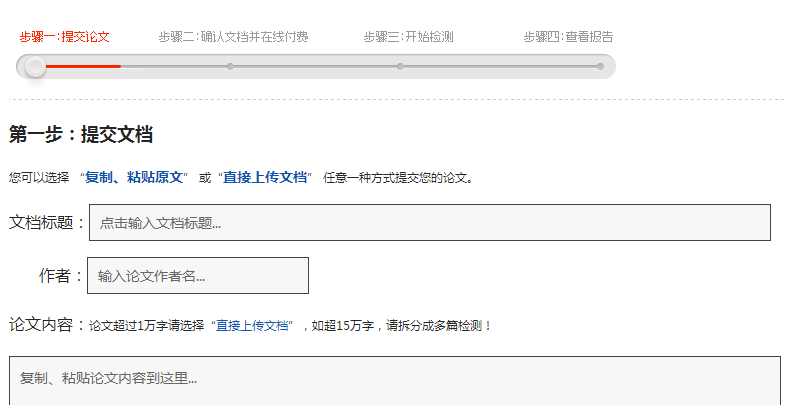 步骤一:提交论文 步骤二:确认文档并在线付费 步骤三:开始检测 步骤四:查看报告
第一步：提交文档
您可以选择 “复制、粘贴原文” 或“直接上传文档” 任意一种方式提交您的论文。
文档标题：点击输入文档标题...
作者：输入论文作者名...
论文内容：论文超过1万字请选择“直接上传文档”，如超15万字，请拆分成多篇检测！
复制、粘贴论文内容到这里...